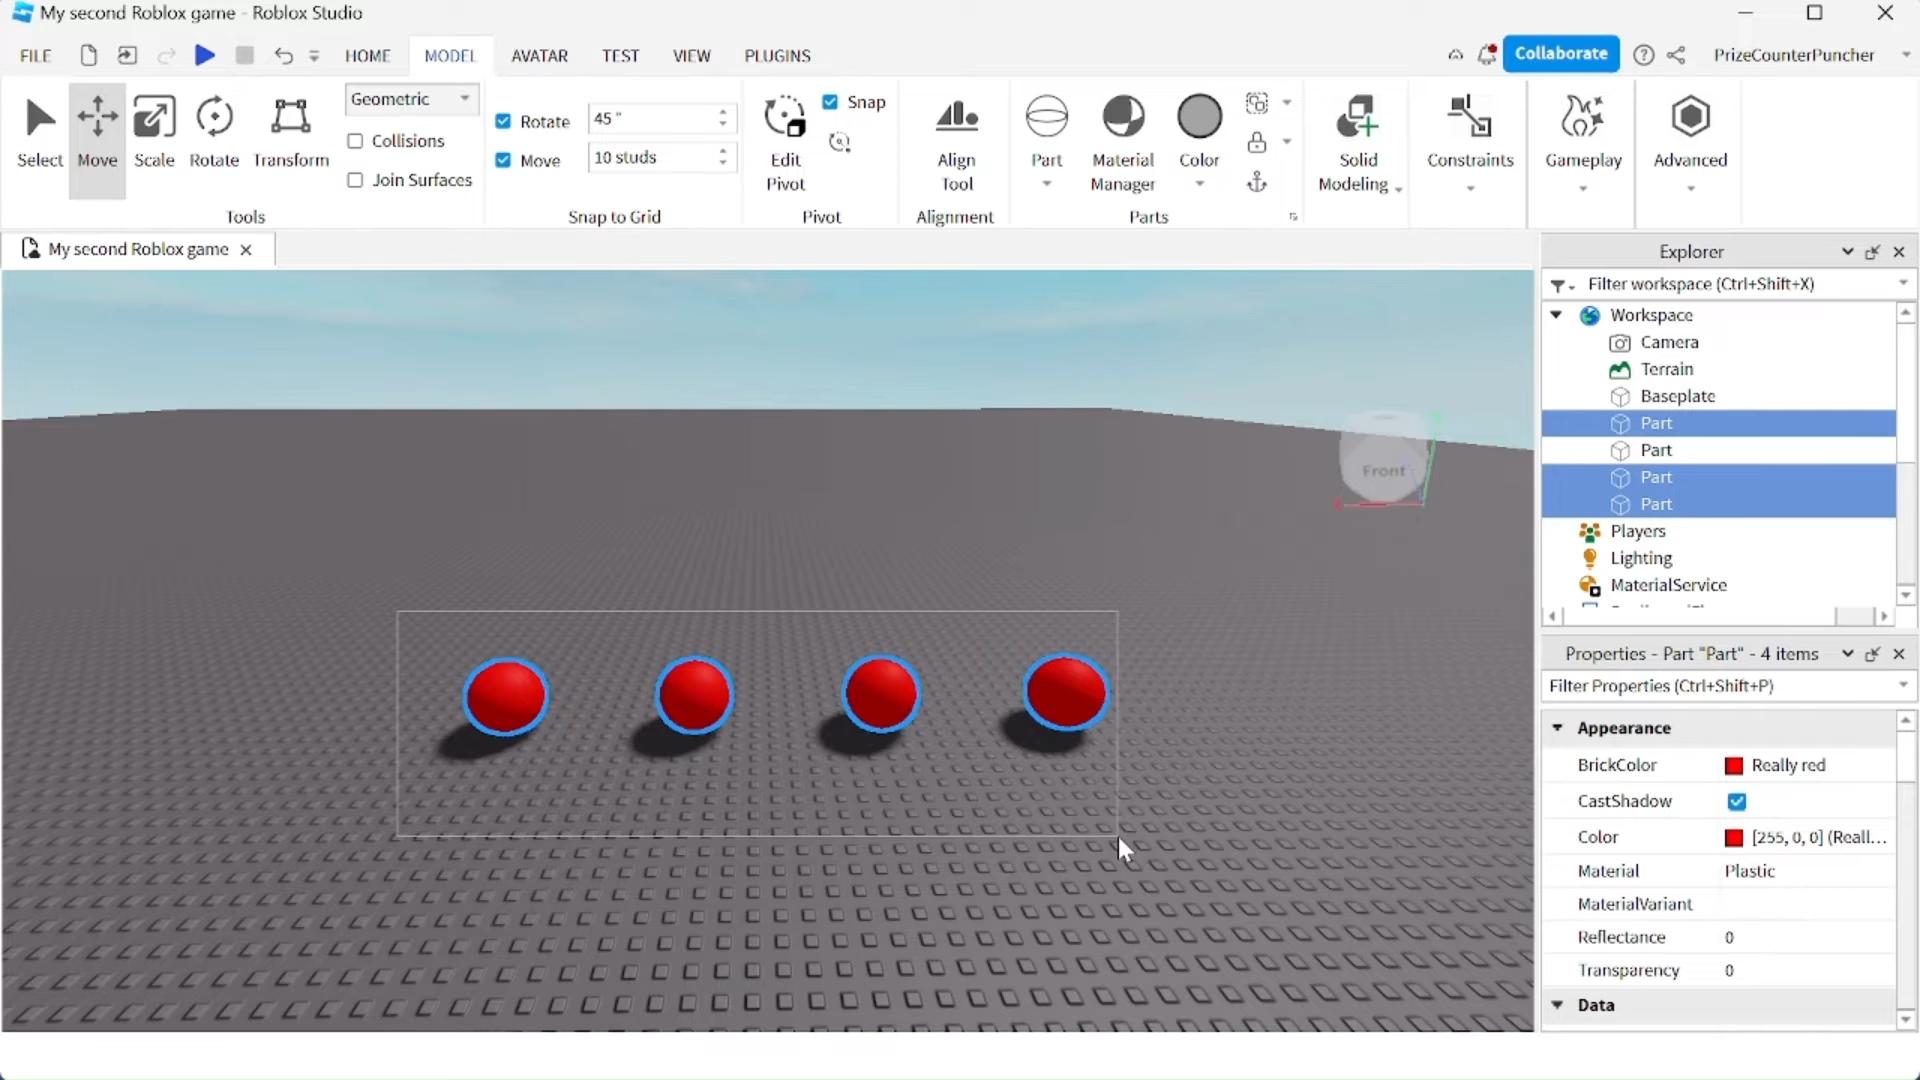 My second Roblox game - Roblox Studio
FILE HOME MODEL AVATAR TEST VIEW PLUGINS Collaborate PrizeCounterPuncher
Select Move Scale Rotate Transform
Geometric
Collisions
Join Surfaces
Tools
Rotate 45 °
Move 10 studs
Snap to Grid
Edit
Pivot
Snap
Pivot
Align
Tool
Alignment
Part
Material
Manager
Color
Parts
Solid
Modeling
Constraints
Gameplay
Advanced
My second Roblox game
Front
Explorer
Filter workspace (Ctrl+Shift+X)
Workspace
Camera
Terrain
Baseplate
Part
Part
Part
Part
Players
Lighting
MaterialService
Properties - Part "Part" - 4 items
Filter Properties (Ctrl+Shift+P)
Appearance
BrickColor Really red
CastShadow
Color [255, 0, 0] (Reall...
Material Plastic
MaterialVariant
Reflectance 0
Transparency 0
Data